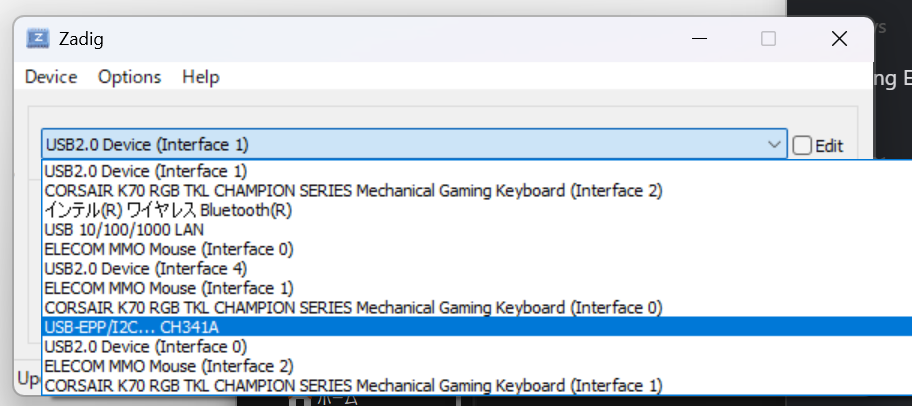 Zadig
Device Options Help
USB2.0 Device (Interface 1)
Edit
USB2.0 Device (Interface 1)
CORSAIR K70 RGB TKL CHAMPION SERIES Mechanical Gaming Keyboard (Interface 2)
インテル(R) ワイヤレス Bluetooth(R)
USB 10/100/1000 LAN
ELECOM MMO Mouse (Interface 0)
USB2.0 Device (Interface 4)
ELECOM MMO Mouse (Interface 1)
CORSAIR K70 RGB TKL CHAMPION SERIES Mechanical Gaming Keyboard (Interface 0)
USB-EPP/I2C... CH341A
USB2.0 Device (Interface 0)
ELECOM MMO Mouse (Interface 2)
CORSAIR K70 RGB TKL CHAMPION SERIES Mechanical Gaming Keyboard (Interface 1)
ホーム